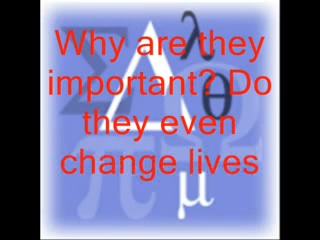 Why are they
important? Do
they even
change lives
Σ Δ λ θ Ω π μ